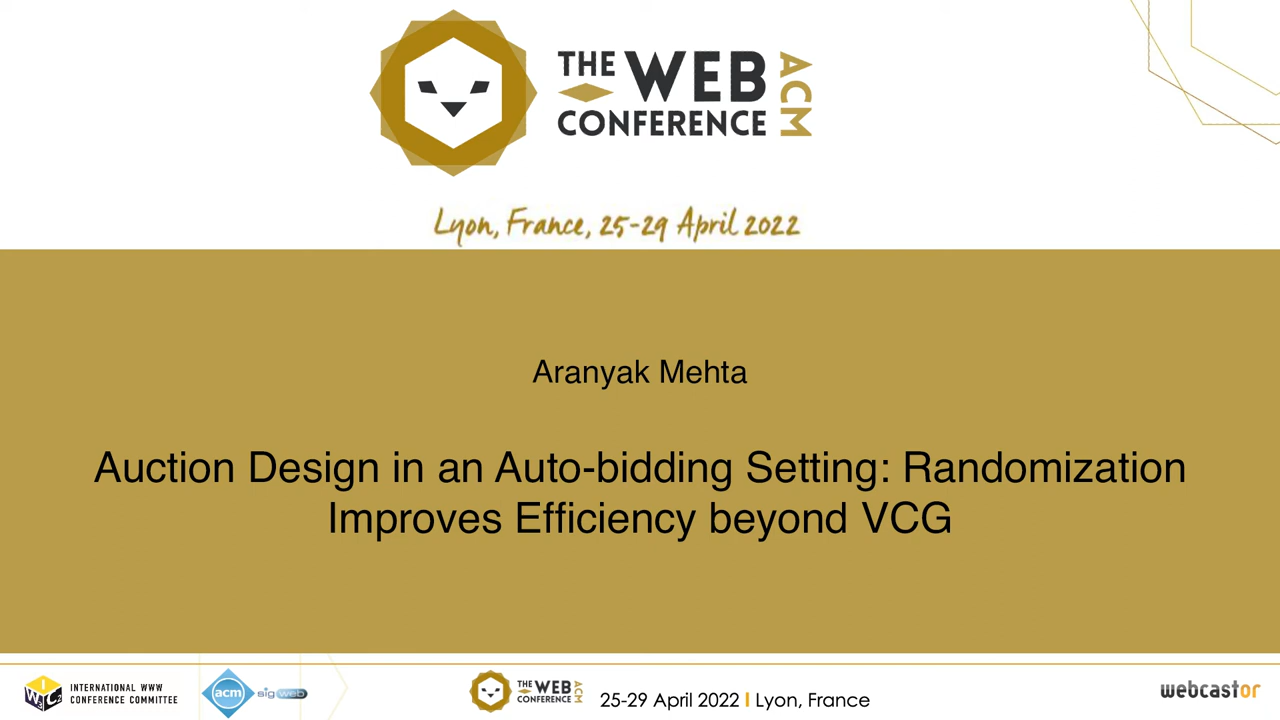 THE WEB ACM
CONFERENCE
Lyon, France, 25-29 April 2022
Aranyak Mehta
Auction Design in an Auto-bidding Setting: Randomization
Improves Efficiency beyond VCG
INTERNATIONAL WWW
CONFERENCE COMMITTEE
acm sigweb
THE WEB ACM
CONFERENCE
25-29 April 2022 I Lyon, France
webcastor